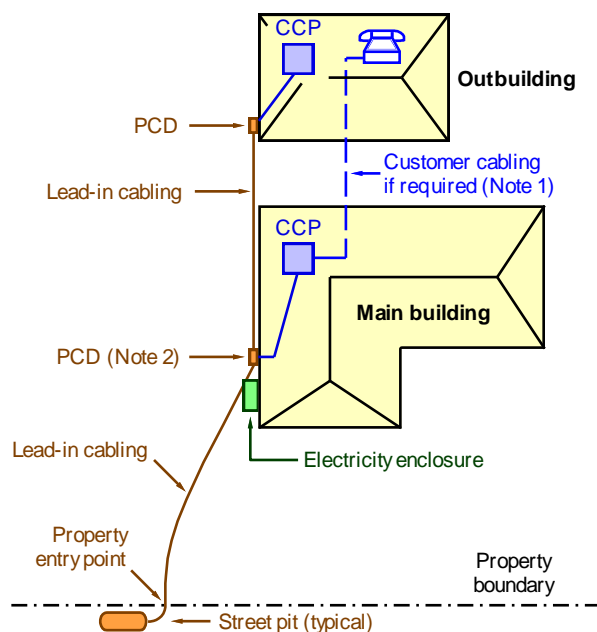 CCP
Outbuilding
PCD
Customer cabling
if required (Note 1)
Lead-in cabling
CCP
Main building
PCD (Note 2)
Lead-in cabling
Electricity enclosure
Property
entry point
Property
boundary
Street pit (typical)